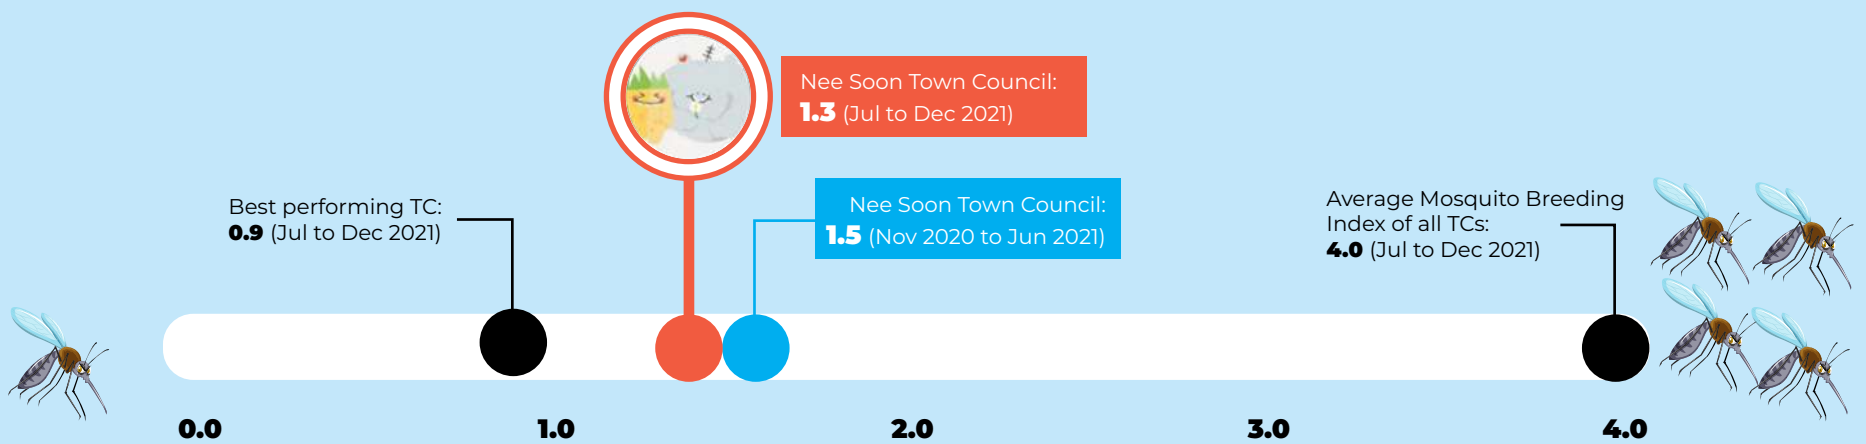 Nee Soon Town Council:
1.3 (Jul to Dec 2021)
Best performing TC:
0.9 (Jul to Dec 2021)
Nee Soon Town Council:
1.5 (Nov 2020 to Jun 2021)
Average Mosquito Breeding
Index of all TCs:
4.0 (Jul to Dec 2021)
0.0 1.0 2.0 3.0 4.0